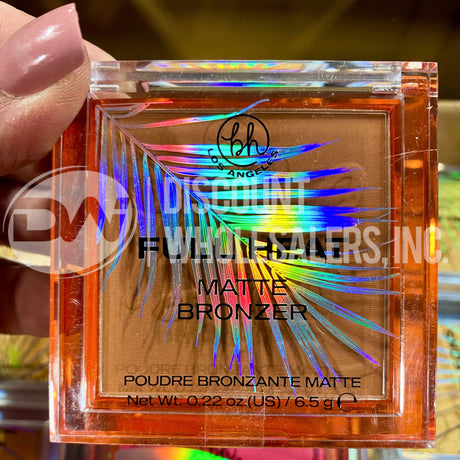 bh
LOS ANGELES
DW
DISCOUNT
WHOLESALERS, INC.
MATTE
BRONZER
POUDRE BRONZANTE MATTE
Net Wt. 0.22 oz.(US) / 6.5 g ℮